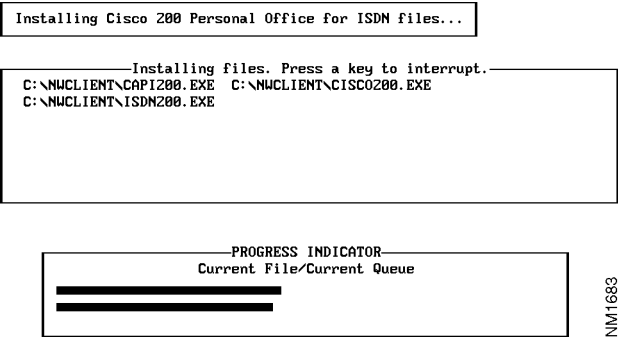 Installing Cisco 200 Personal Office for ISDN files...
Installing files. Press a key to interrupt.
C:\NWCLIENT\CAPI200.EXE C:\NWCLIENT\CISCO200.EXE
C:\NWCLIENT\ISDN200.EXE
PROGRESS INDICATOR
Current File/Current Queue
NM1683